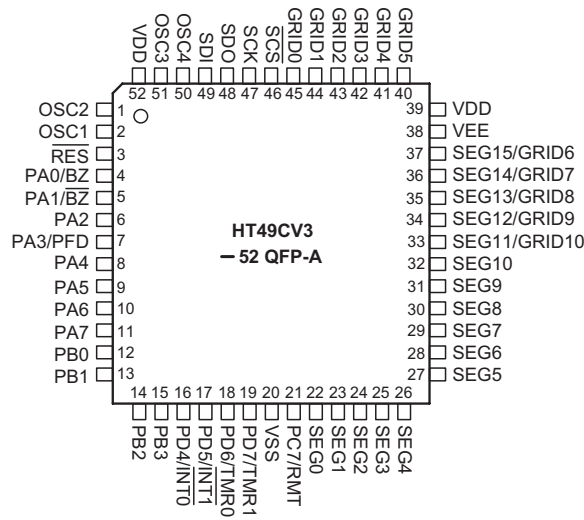 VDD
OSC3
OSC4
SDI
SDO
SCK
S̅C̅S̅
GRID0
GRID1
GRID2
GRID3
GRID4
GRID5
52
51
50
49
48
47
46
45
44
43
42
41
40
OSC2 1
OSC1 2
R̅E̅S̅ 3
PA0/BZ 4
PA1/B̅Z̅ 5
PA2 6
PA3/PFD 7
PA4 8
PA5 9
PA6 10
PA7 11
PB0 12
PB1 13
HT49CV3
– 52 QFP-A
39 VDD
38 VEE
37 SEG15/GRID6
36 SEG14/GRID7
35 SEG13/GRID8
34 SEG12/GRID9
33 SEG11/GRID10
32 SEG10
31 SEG9
30 SEG8
29 SEG7
28 SEG6
27 SEG5
14
15
16
17
18
19
20
21
22
23
24
25
26
PB2
PB3
PD4/I̅N̅T̅0̅
PD5/I̅N̅T̅1̅
PD6/T̅M̅R̅0̅
PD7/TMR1
VSS
PC7/RMT
SEG0
SEG1
SEG2
SEG3
SEG4